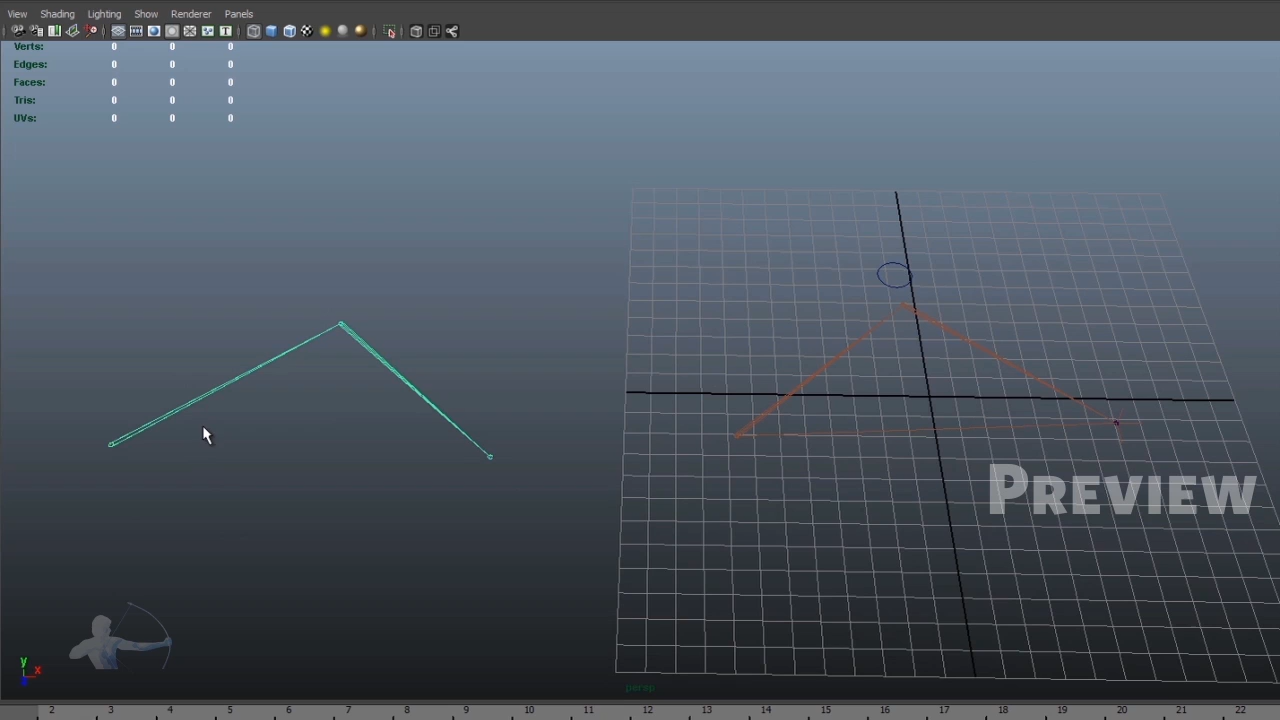 View Shading Lighting Show Renderer Panels
Verts: 0 0 0
Edges: 0 0 0
Faces: 0 0 0
Tris: 0 0 0
UVs: 0 0 0
PREVIEW
y
x
persp
2 3 4 5 6 7 8 9 10 11 12 13 14 15 16 17 18 19 20 21 22